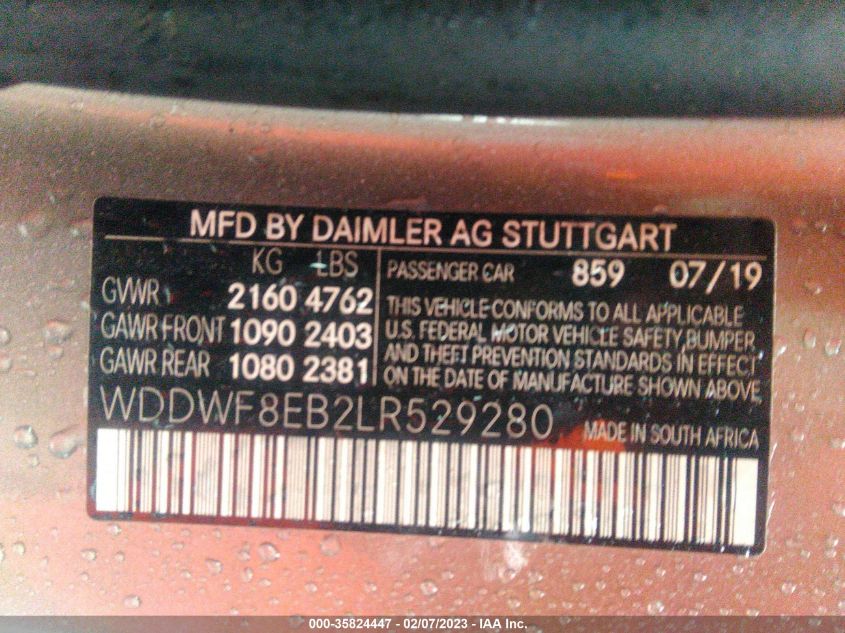 MFD BY DAIMLER AG STUTTGART
KG LBS
GVWR 2160 4762
GAWR FRONT 1090 2403
GAWR REAR 1080 2381
PASSENGER CAR 859 07/19
THIS VEHICLE CONFORMS TO ALL APPLICABLE
U.S. FEDERAL MOTOR VEHICLE SAFETY BUMPER
AND THEFT PREVENTION STANDARDS IN EFFECT
ON THE DATE OF MANUFACTURE SHOWN ABOVE
WDDWF8EB2LR529280 MADE IN SOUTH AFRICA
000-35824447 - 02/07/2023 - IAA Inc.